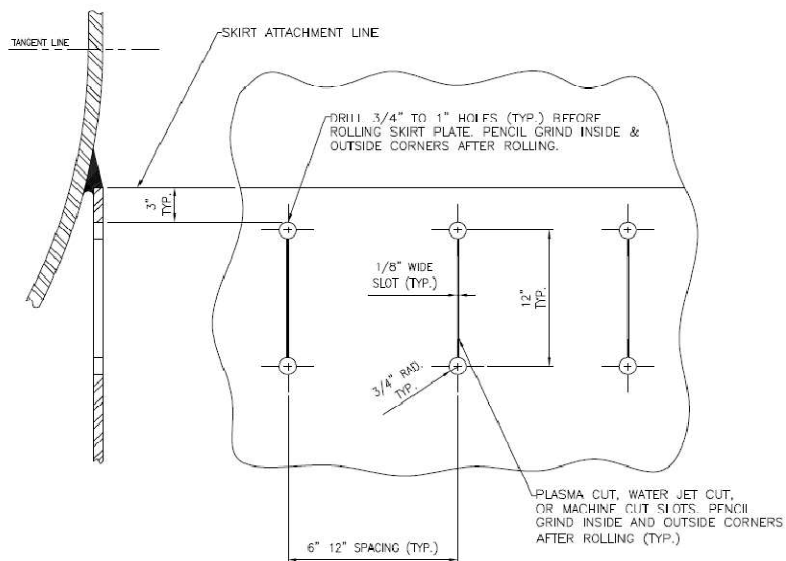 SKIRT ATTACHMENT LINE
TANGENT LINE
DRILL 3/4" TO 1" HOLES (TYP.) BEFORE
ROLLING SKIRT PLATE. PENCIL GRIND INSIDE &
OUTSIDE CORNERS AFTER ROLLING.
3"
TYP.
1/8" WIDE
SLOT (TYP.)
12"
TYP.
3/4" RAD.
TYP.
PLASMA CUT, WATER JET CUT,
OR MACHINE CUT SLOTS. PENCIL
GRIND INSIDE AND OUTSIDE CORNERS
AFTER ROLLING (TYP.)
6" 12" SPACING (TYP.)